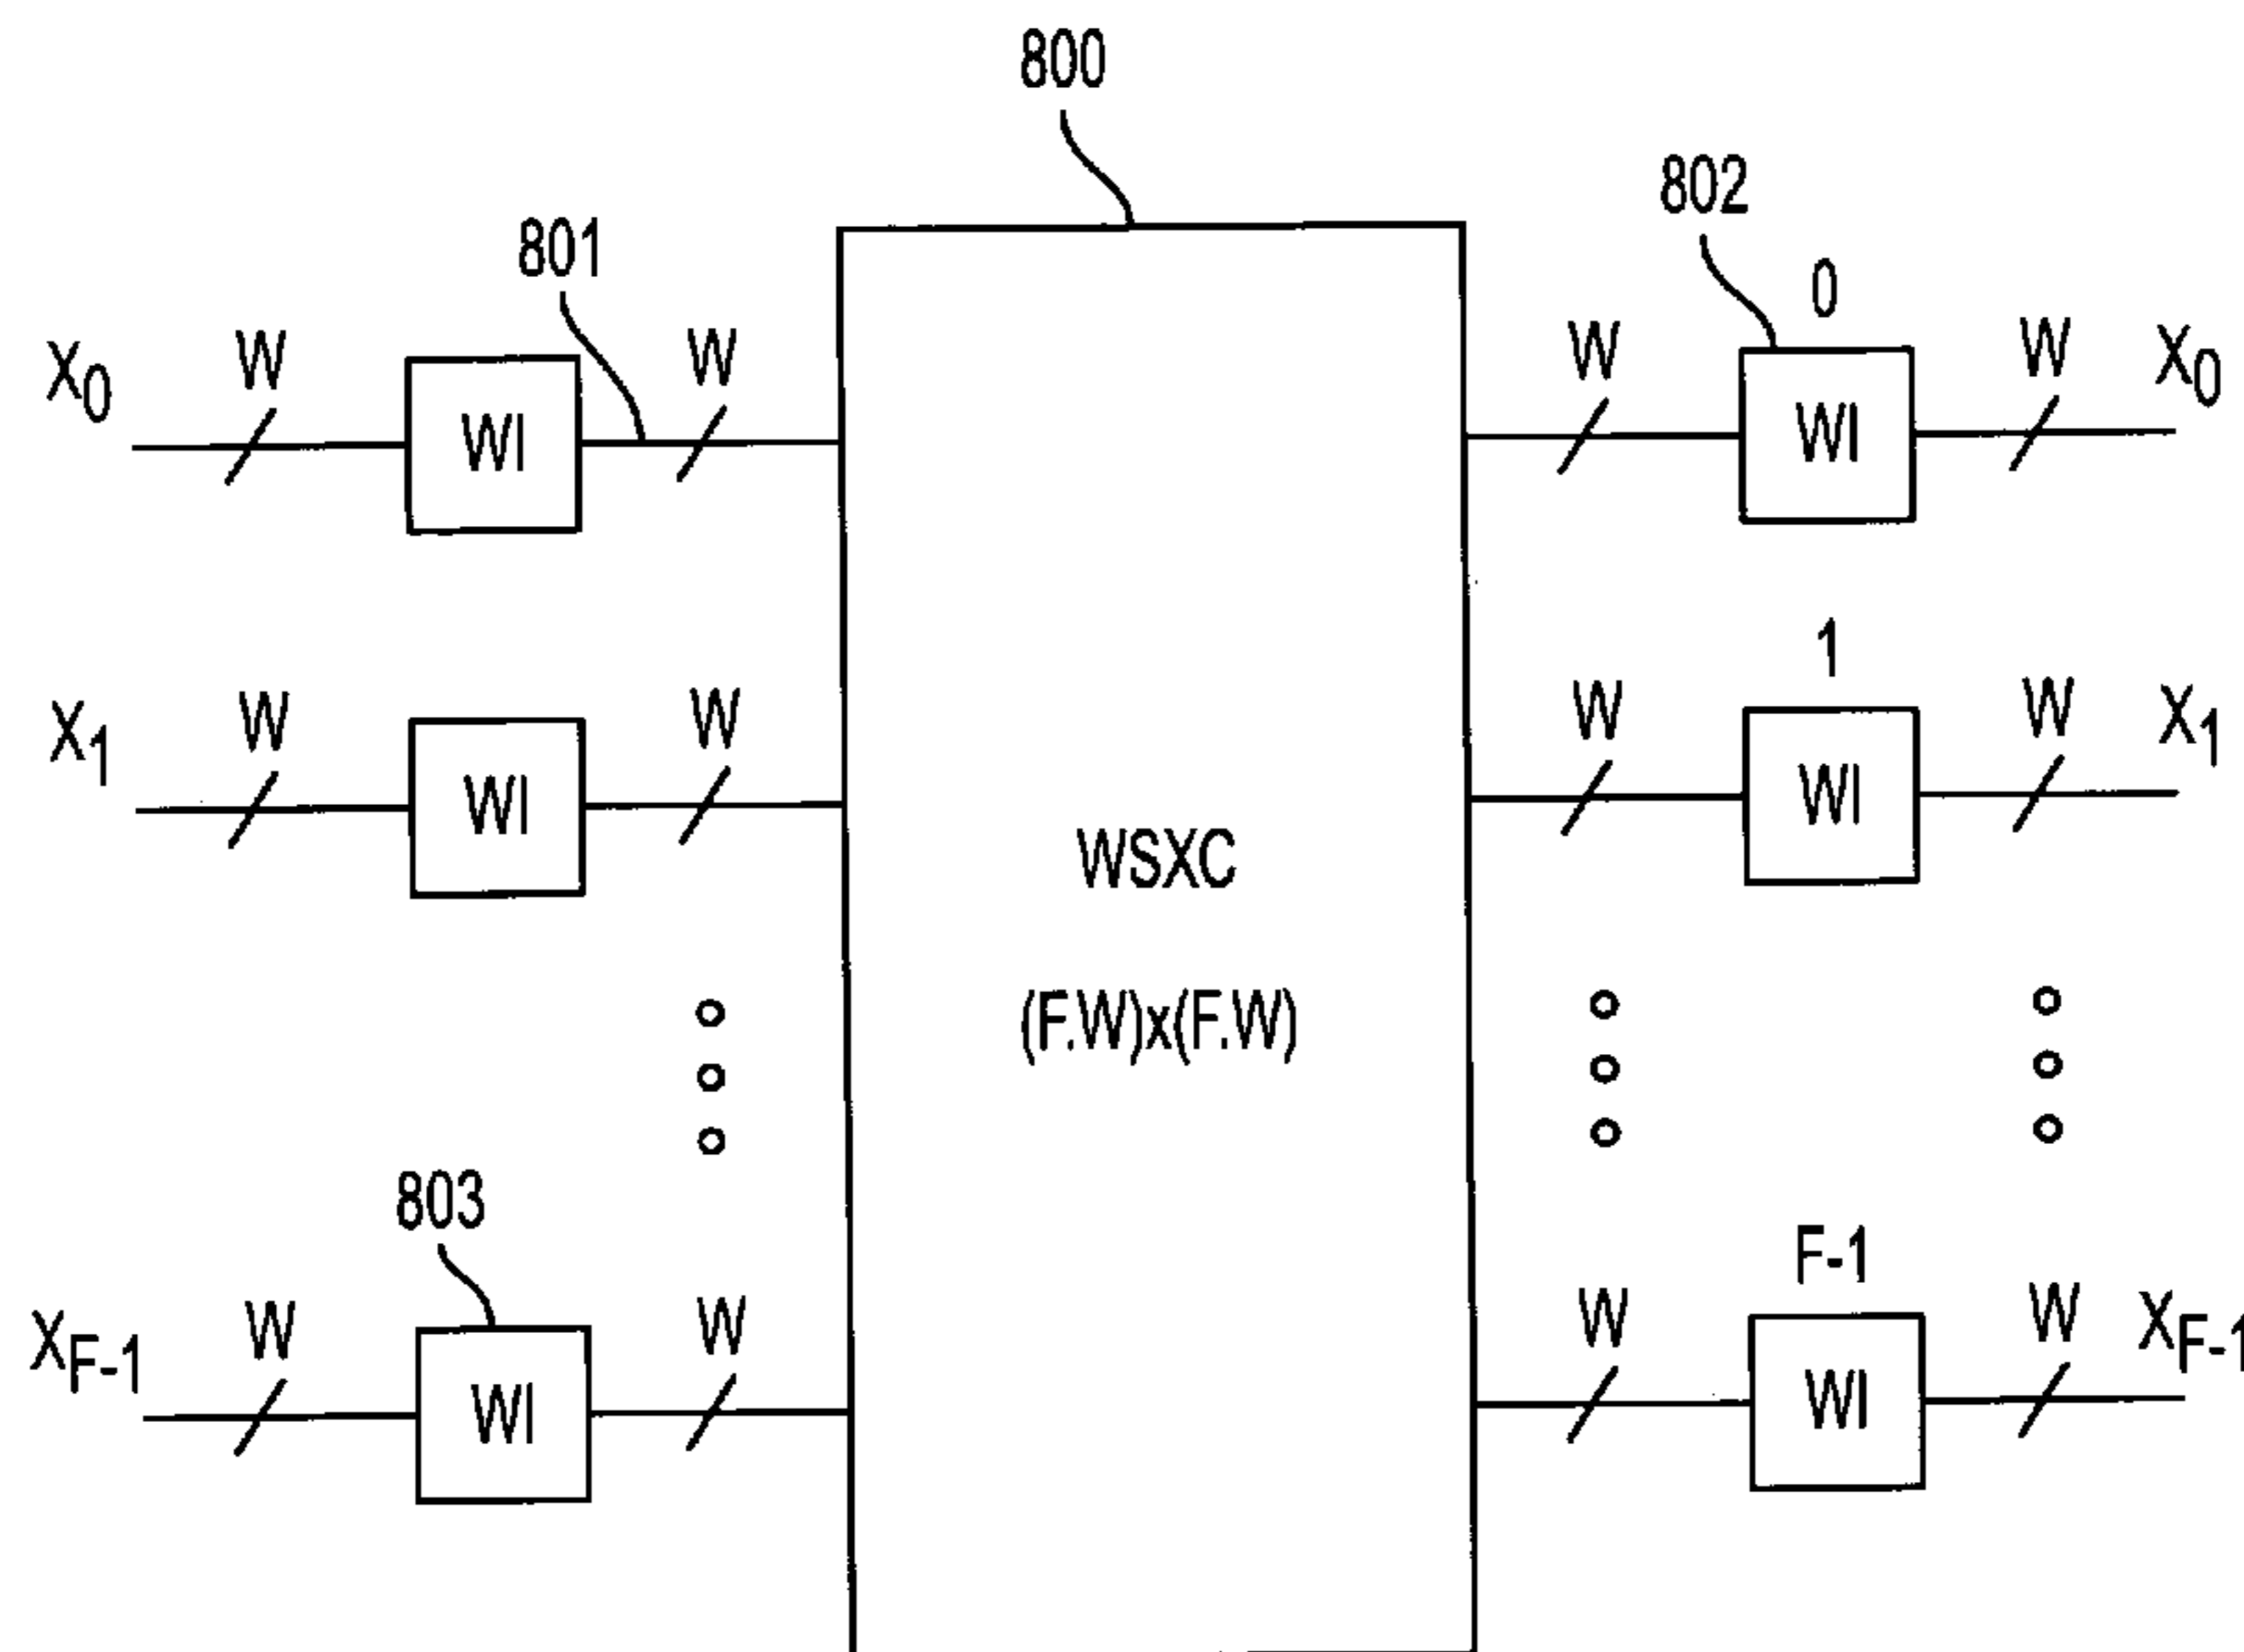 800
802
801
0
X0 W W W W X0
WI WI
1
X1 W W W W X1
WI WI
WSXC
(F.W)x(F.W)
803
F-1
XF-1 W W W W XF-1
WI WI